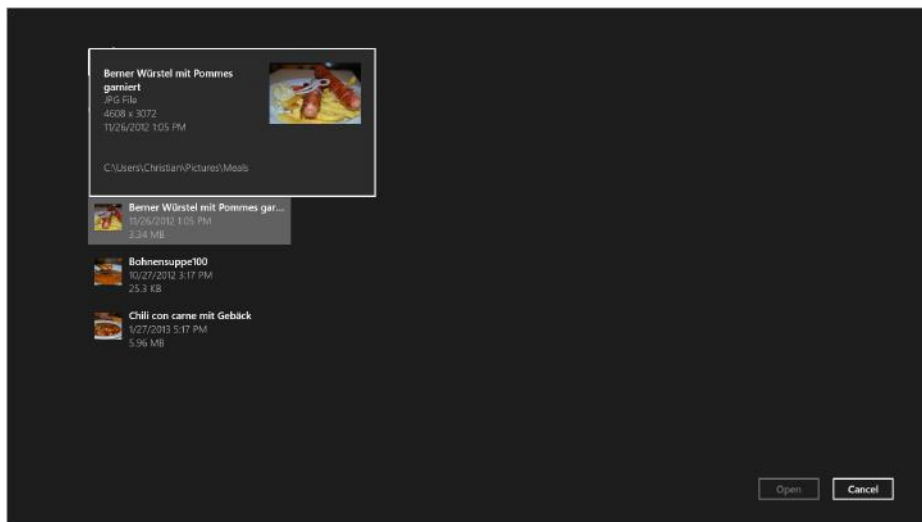 Berner Würstel mit Pommes
garniert
JPG File
4608 x 3072
11/26/2012 1:05 PM
C:\Users\Christian\Pictures\Meals
Berner Würstel mit Pommes gar...
11/26/2012 1:05 PM
3.34 MB
Bohnensuppe100
10/27/2012 3:17 PM
25.3 KB
Chili con carne mit Gebäck
1/27/2013 5:17 PM
5.96 MB
Open
Cancel